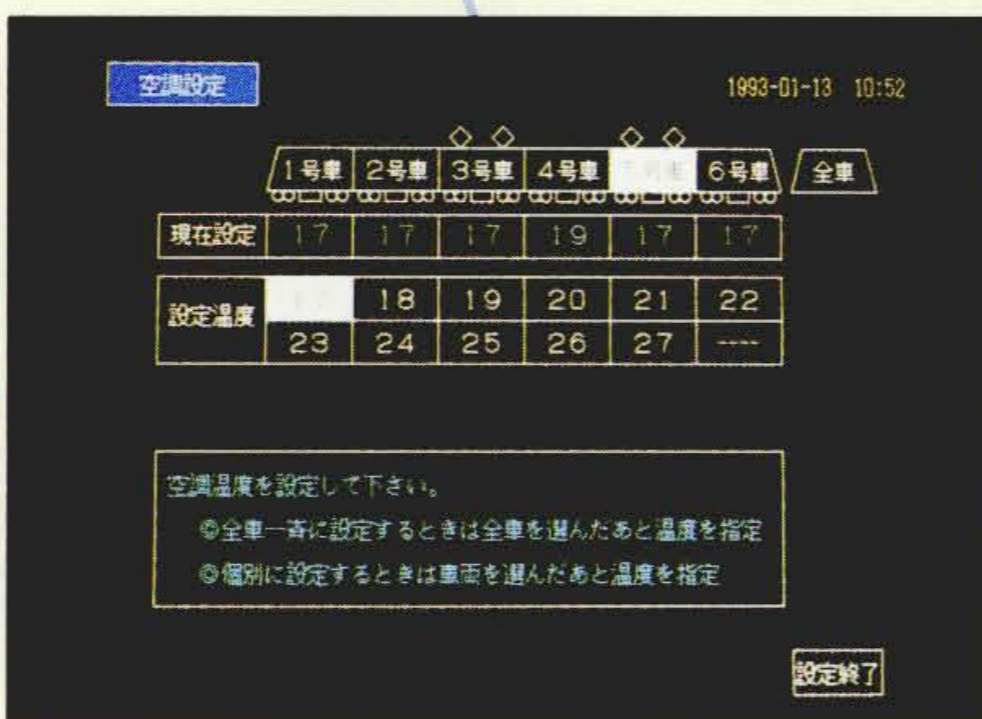 空調設定
1993-01-13 10:52
1号車 2号車 3号車 4号車 5号車 6号車 全車
現在設定 17 17 17 19 17 17
設定温度 17 18 19 20 21 22
23 24 25 26 27 ----
空調温度を設定して下さい。
◎全車一斉に設定するときは全車を選んだあと温度を指定
◎個別に設定するときは車両を選んだあと温度を指定
設定終了